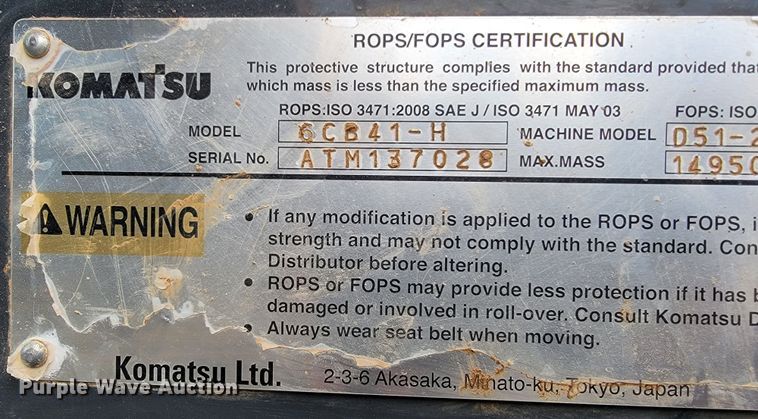 ROPS/FOPS CERTIFICATION
KOMATSU
This protective structure complies with the standard provided that
which mass is less than the specified maximum mass.
ROPS:ISO 3471:2008 SAE J / ISO 3471 MAY 03 FOPS: ISO
MODEL 6CB41-H MACHINE MODEL D51-2
SERIAL No. ATM137028 MAX.MASS 14950
WARNING
• If any modification is applied to the ROPS or FOPS, i
strength and may not comply with the standard. Con
Distributor before altering.
• ROPS or FOPS may provide less protection if it has b
damaged or involved in roll-over. Consult Komatsu D
• Always wear seat belt when moving.
Komatsu Ltd. 2-3-6 Akasaka, Minato-ku, Tokyo, Japan
Purple Wave Auction